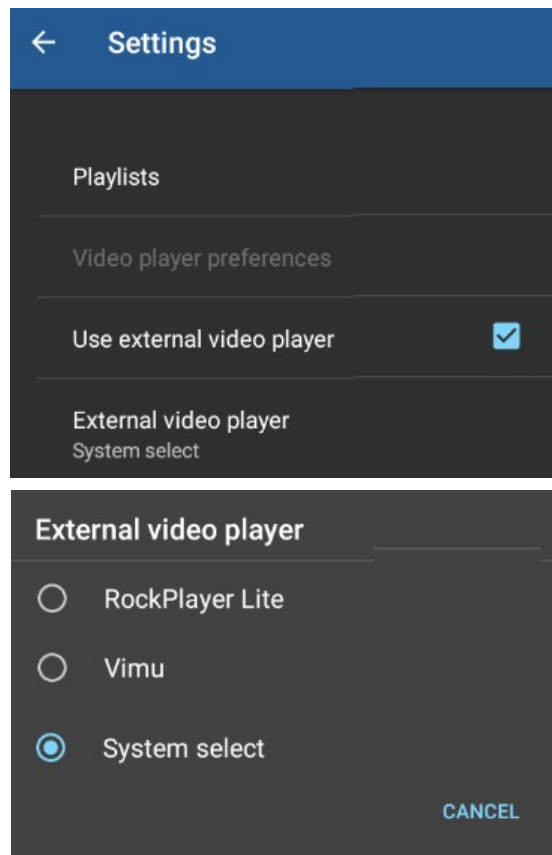 Settings
Playlists
Video player preferences
Use external video player
External video player
System select
External video player
RockPlayer Lite
Vimu
System select
CANCEL